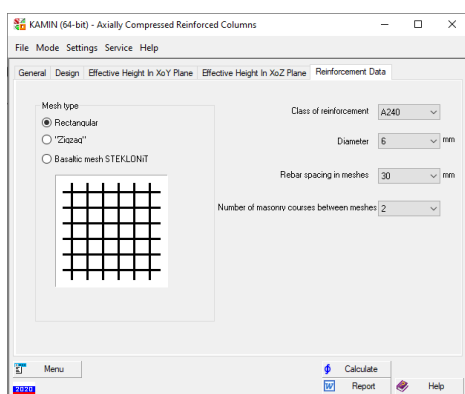 KAMIN (64-bit) - Axially Compressed Reinforced Columns
File Mode Settings Service Help
General Design Effective Height In XoY Plane Effective Height In XoZ Plane Reinforcement Data
Mesh type
Rectangular
"Zigzag"
Basaltic mesh STEKLONiT
Class of reinforcement A240
Diameter 6 mm
Rebar spacing in meshes 30 mm
Number of masonry courses between meshes 2
Menu
Calculate
2020
Report
Help